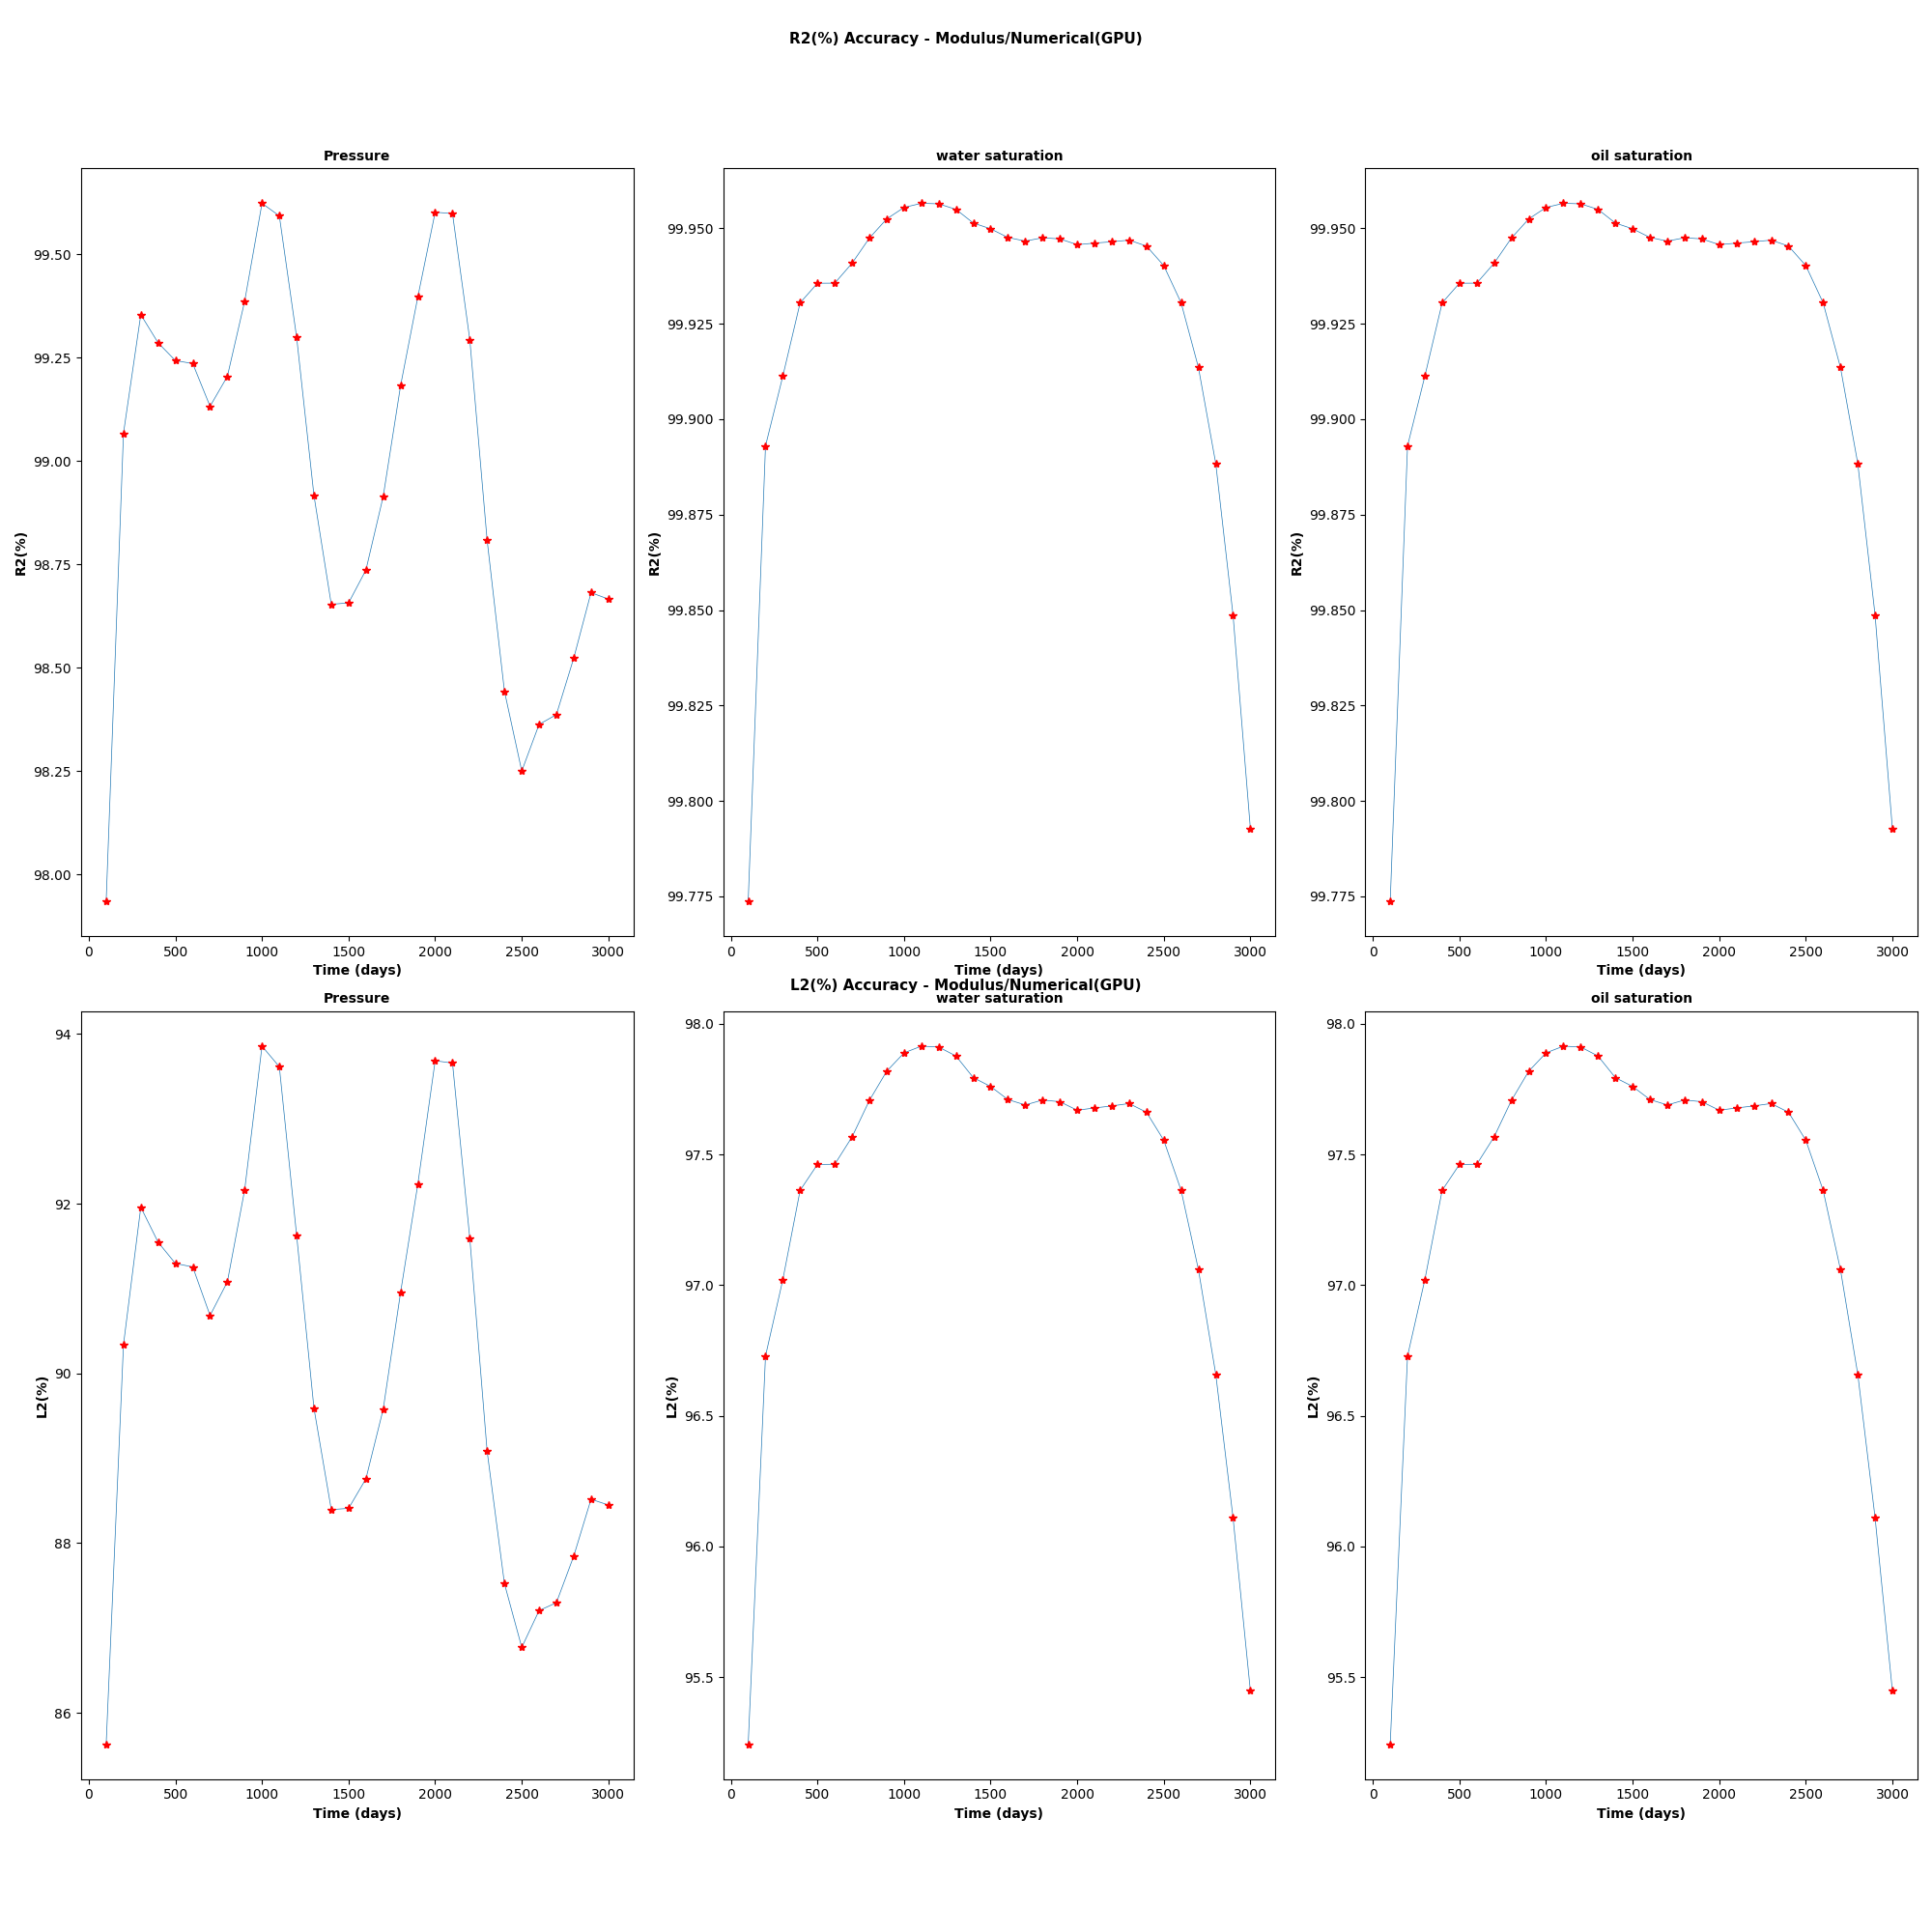 R2(%) Accuracy - Modulus/Numerical(GPU)
Pressure
99.50
99.25
99.00
98.75
98.50
98.25
98.00
R2(%)
0 500 1000 1500 2000 2500 3000
Time (days)
water saturation
99.950
99.925
99.900
99.875
99.850
99.825
99.800
99.775
R2(%)
0 500 1000 1500 2000 2500 3000
Time (days)
oil saturation
99.950
99.925
99.900
99.875
99.850
99.825
99.800
99.775
R2(%)
0 500 1000 1500 2000 2500 3000
Time (days)
L2(%) Accuracy - Modulus/Numerical(GPU)
Pressure
94
92
90
88
86
L2(%)
0 500 1000 1500 2000 2500 3000
Time (days)
water saturation
98.0
97.5
97.0
96.5
96.0
95.5
L2(%)
0 500 1000 1500 2000 2500 3000
Time (days)
oil saturation
98.0
97.5
97.0
96.5
96.0
95.5
L2(%)
0 500 1000 1500 2000 2500 3000
Time (days)